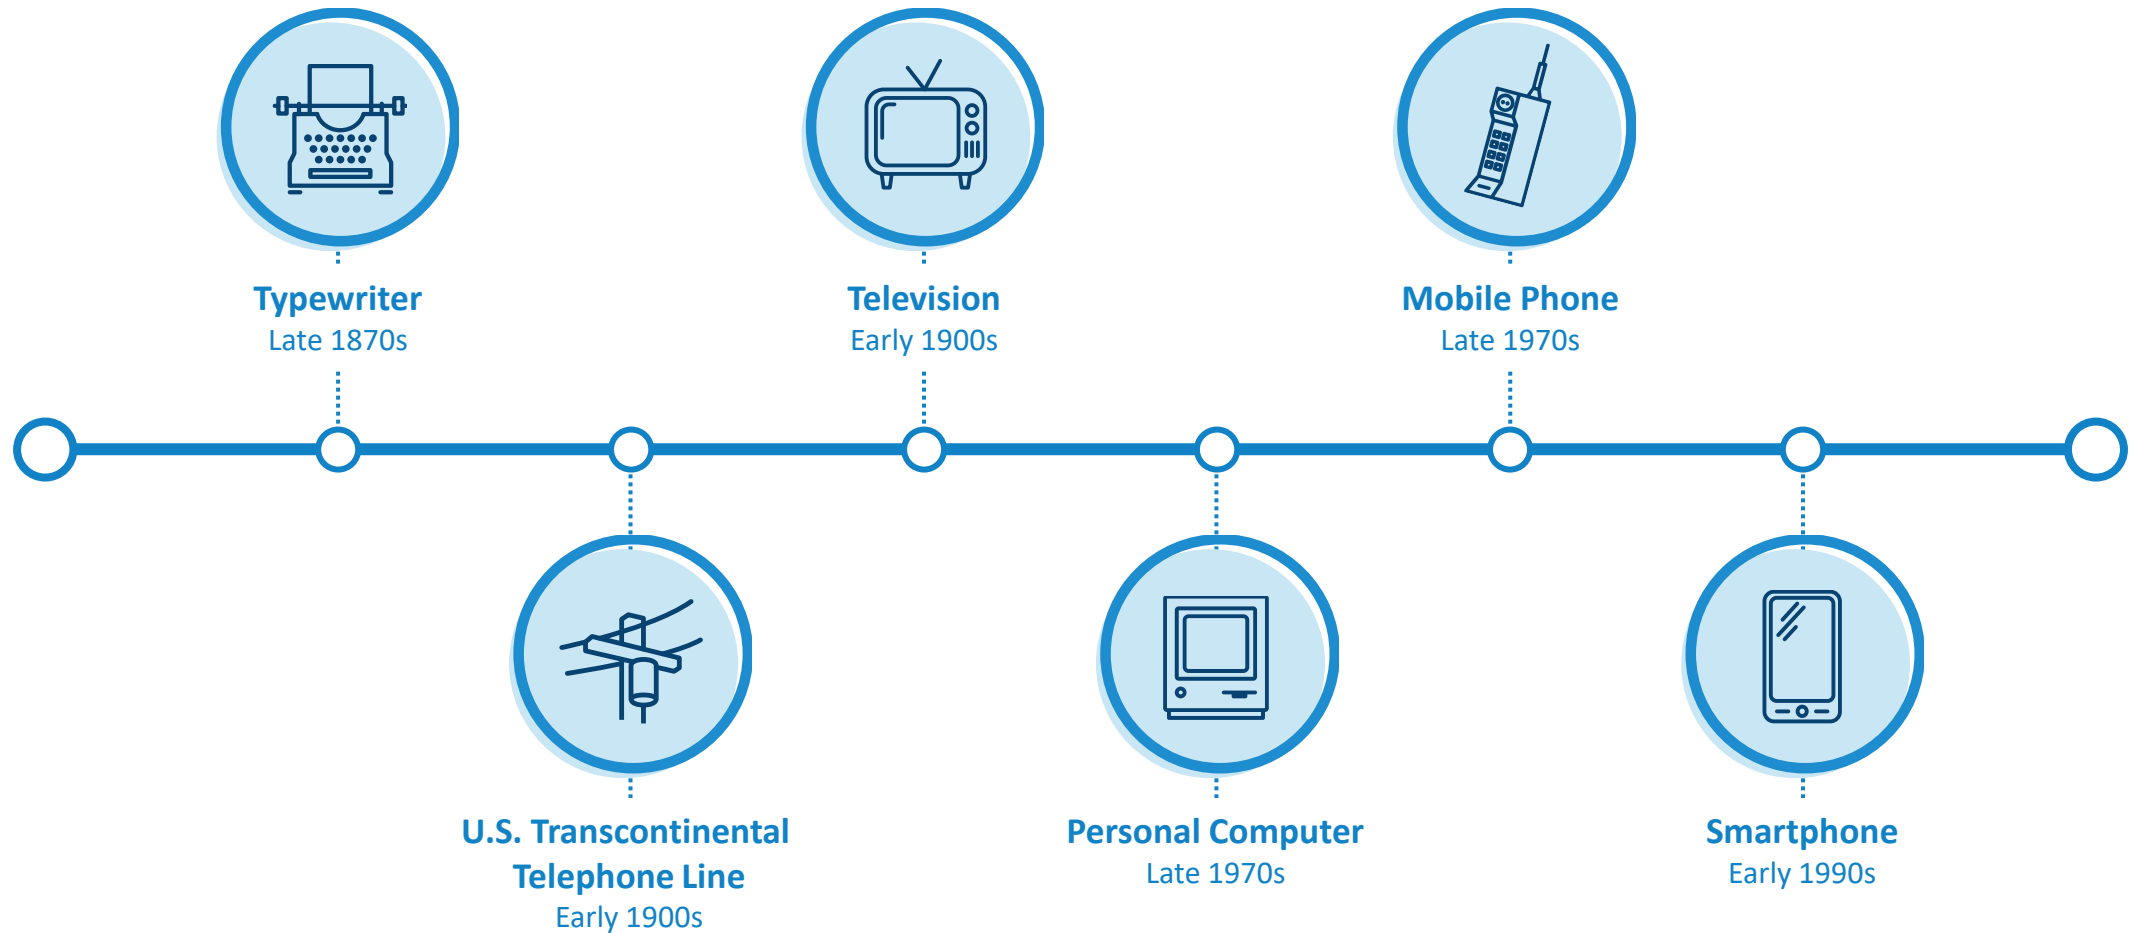 Typewriter
Late 1870s
Television
Early 1900s
Mobile Phone
Late 1970s
U.S. Transcontinental
Telephone Line
Early 1900s
Personal Computer
Late 1970s
Smartphone
Early 1990s